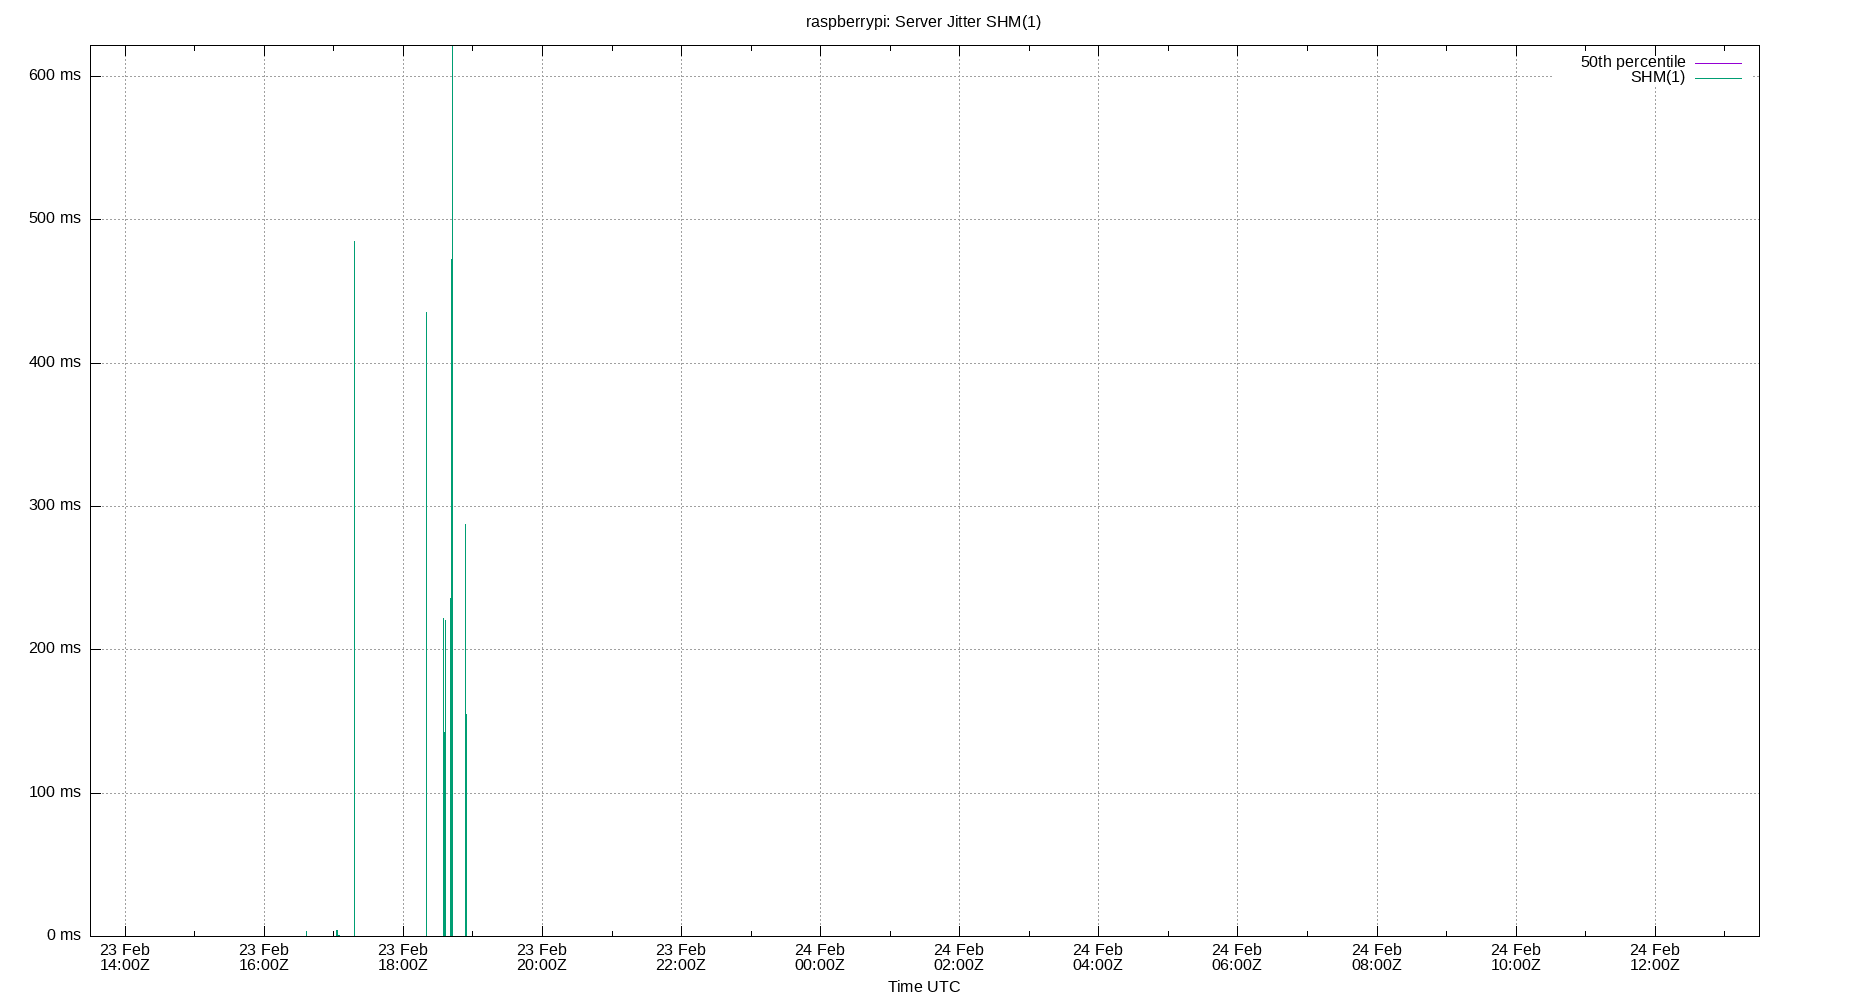 raspberrypi: Server Jitter SHM(1)
50th percentile
SHM(1)
600 ms
500 ms
400 ms
300 ms
200 ms
100 ms
0 ms
23 Feb 23 Feb 23 Feb 23 Feb 23 Feb 24 Feb 24 Feb 24 Feb 24 Feb 24 Feb 24 Feb 24 Feb
14:00Z 16:00Z 18:00Z 20:00Z 22:00Z 00:00Z 02:00Z 04:00Z 06:00Z 08:00Z 10:00Z 12:00Z
Time UTC